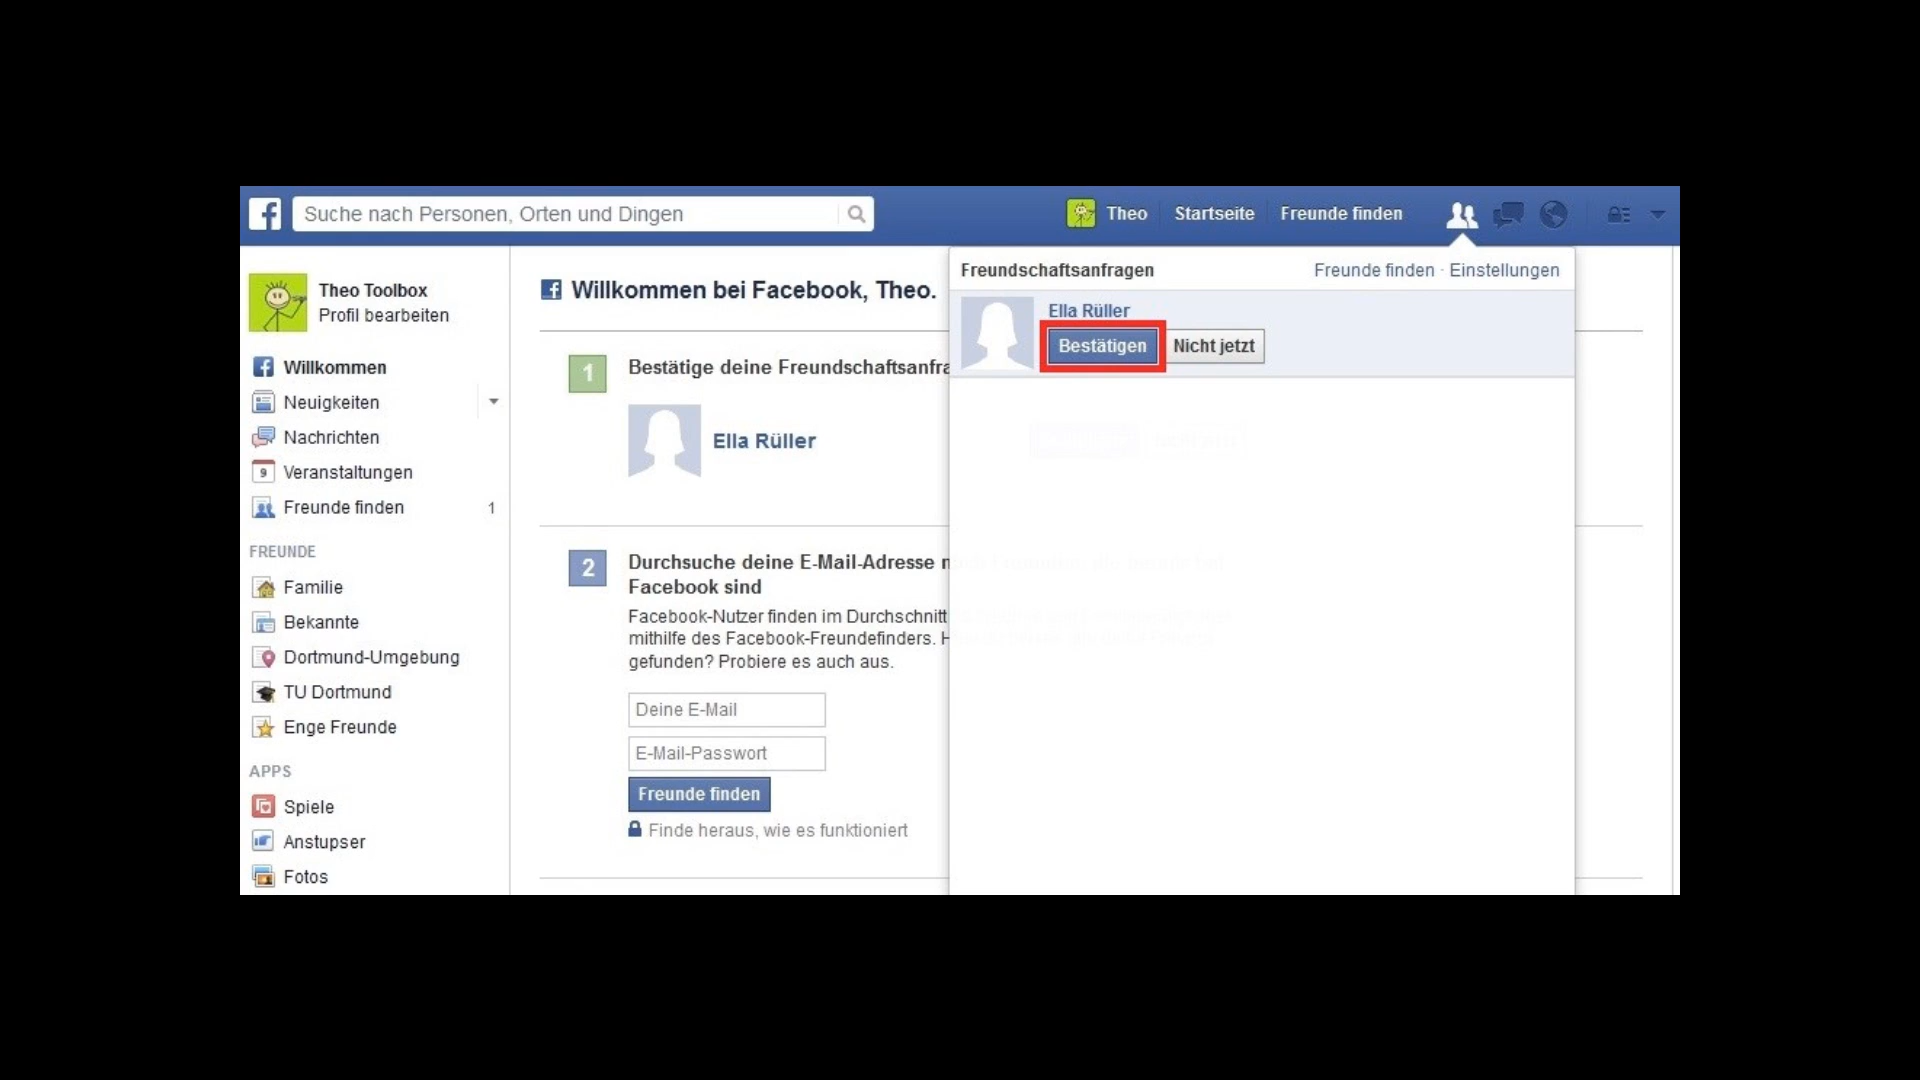 Suche nach Personen, Orten und Dingen
Theo
Startseite
Freunde finden
Theo Toolbox
Profil bearbeiten
Willkommen
Neuigkeiten
Nachrichten
9 Veranstaltungen
Freunde finden 1
FREUNDE
Familie
Bekannte
Dortmund-Umgebung
TU Dortmund
Enge Freunde
APPS
Spiele
Anstupser
Fotos
Willkommen bei Facebook, Theo.
1 Bestätige deine Freundschaftsanfra
Ella Rüller
2 Durchsuche deine E-Mail-Adresse
Facebook sind
Facebook-Nutzer finden im Durchschnitt
mithilfe des Facebook-Freundefinders. H
gefunden? Probiere es auch aus.
Deine E-Mail
E-Mail-Passwort
Freunde finden
Finde heraus, wie es funktioniert
Freundschaftsanfragen
Freunde finden · Einstellungen
Ella Rüller
Bestätigen
Nicht jetzt